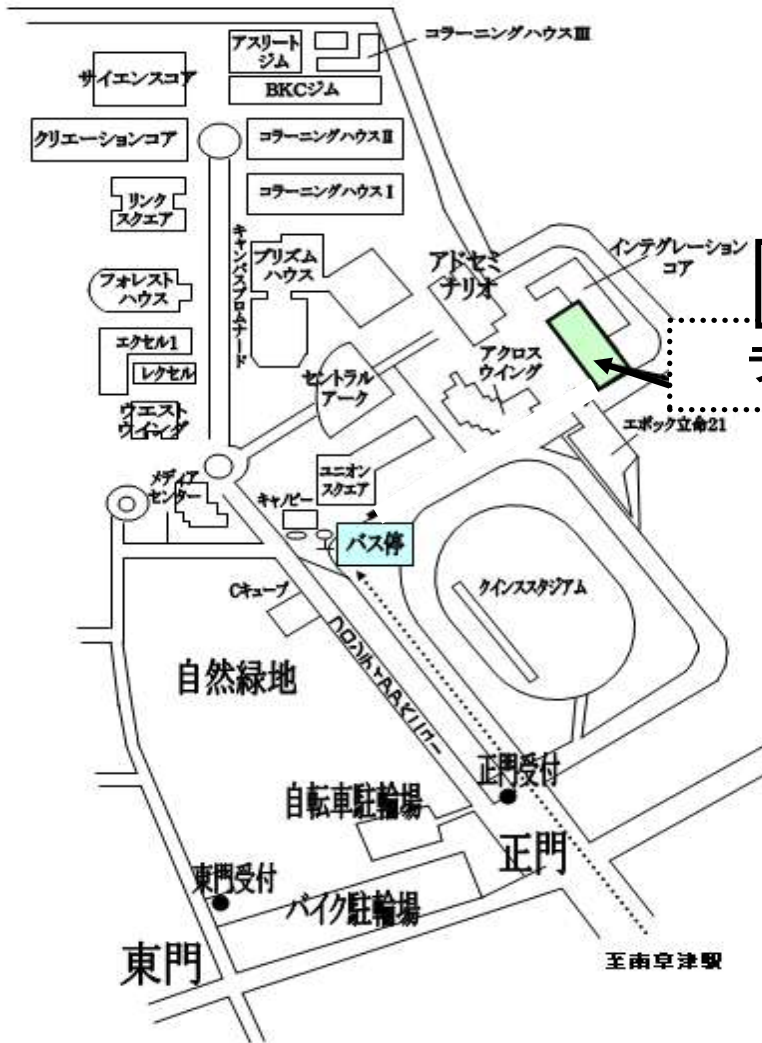 コラーニングハウスⅢ
アスリート
ジム
サイエンスコア
BKCジム
クリエーションコア
コラーニングハウスⅡ
リンク
スクエア
コラーニングハウスⅠ
キャンパスプロムナード
プリズム
ハウス
アドセミ
ナリオ
インテグレーション
コア
フォレスト
ハウス
エクセル1
レクセル
セントラル
アーク
アクロス
ウイング
ウエスト
ウイング
エポック立命21
メディア
センター
ユニオン
スクエア
キャノピー
バス停
Cキューブ
クインススタジアム
自然緑地
正門受付
自転車駐輪場
正門
東門受付
バイク駐輪場
東門
至南草津駅